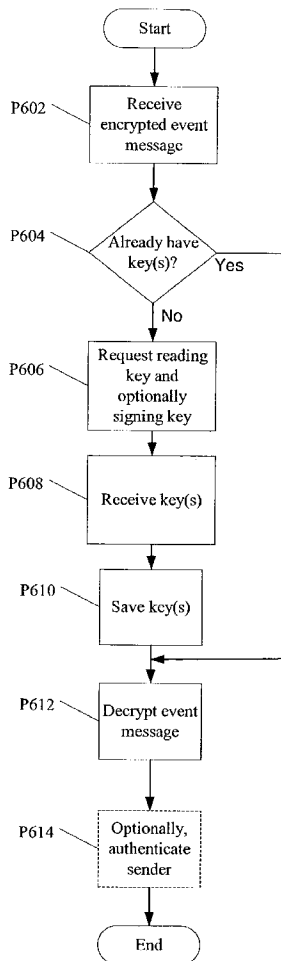 Start
P602
Receive
encrypted event
message
P604
Already have
key(s)?
Yes
No
P606
Request reading
key and
optionally
signing key
P608
Receive key(s)
P610
Save key(s)
P612
Decrypt event
message
P614
Optionally,
authenticate
sender
End